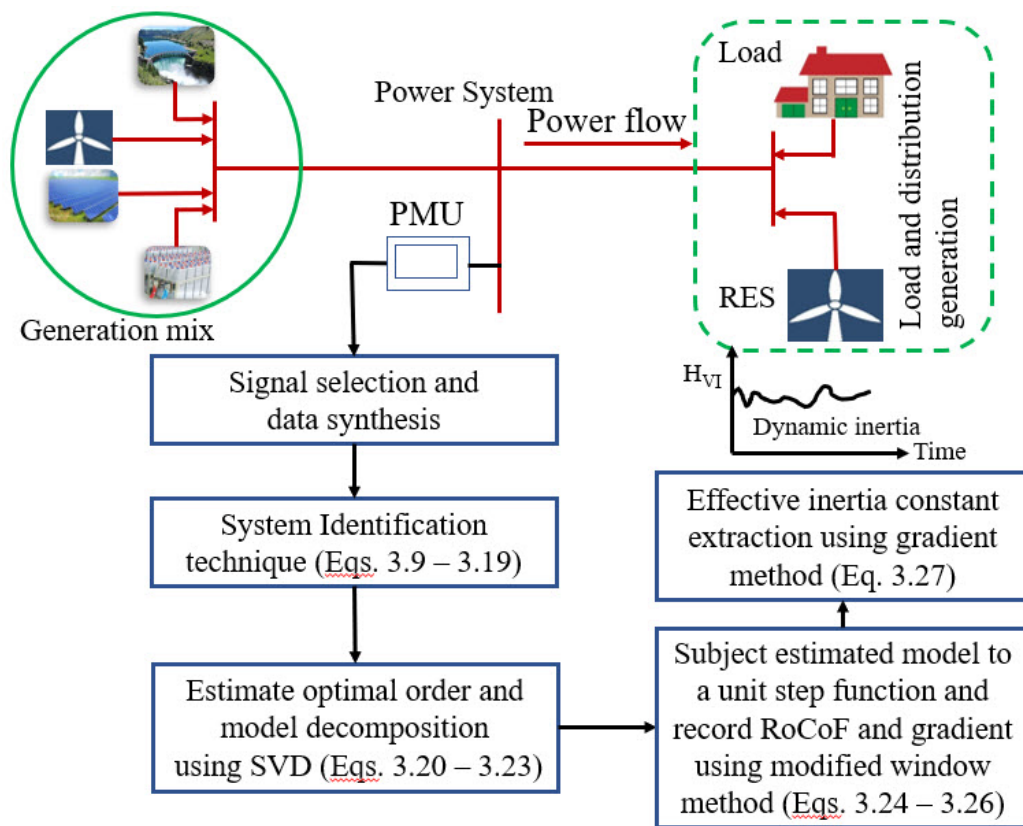 Load
Power System
Power flow
Load and distribution
generation
PMU
RES
Generation mix
Signal selection and
data synthesis
H_VI
Dynamic inertia
Time
System Identification
technique (Eqs. 3.9 – 3.19)
Effective inertia constant
extraction using gradient
method (Eq. 3.27)
Estimate optimal order and
model decomposition
using SVD (Eqs. 3.20 – 3.23)
Subject estimated model to
a unit step function and
record RoCoF and gradient
using modified window
method (Eqs. 3.24 – 3.26)